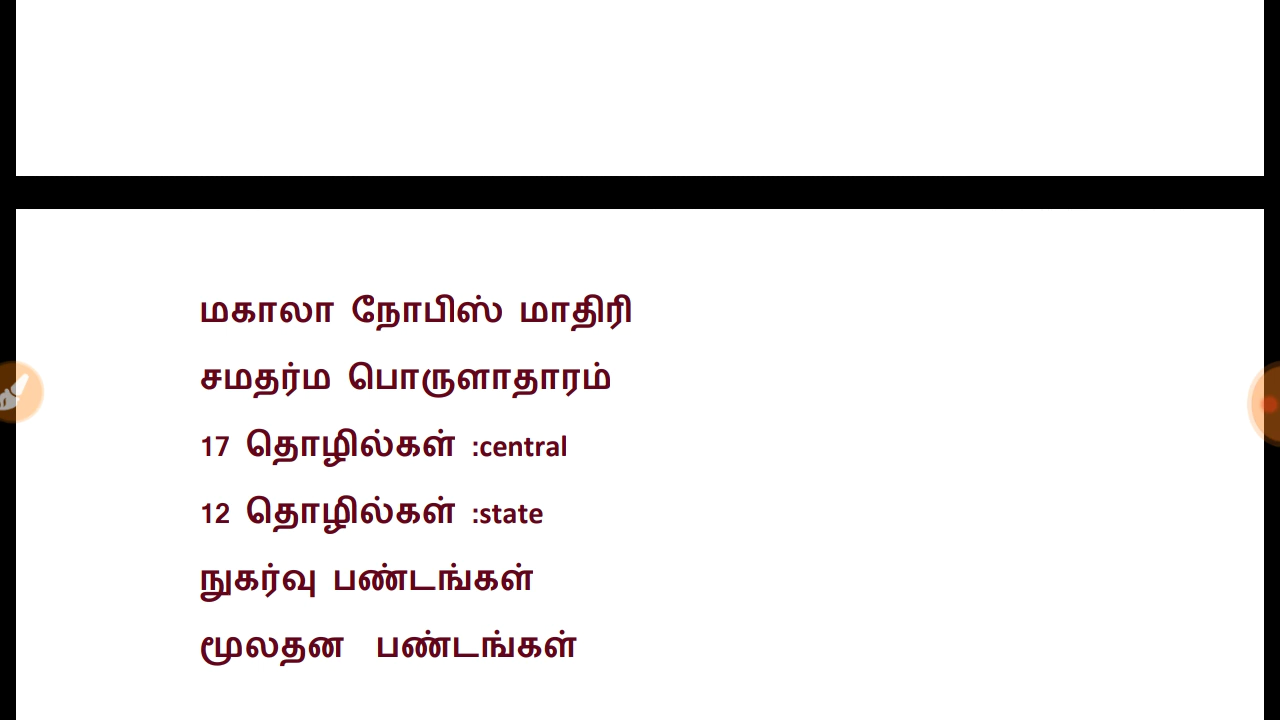 மகாலா நோபிஸ் மாதிரி
சமதர்ம பொருளாதாரம்
17 தொழில்கள் :central
12 தொழில்கள் :state
நுகர்வு பண்டங்கள்
மூலதன பண்டங்கள்